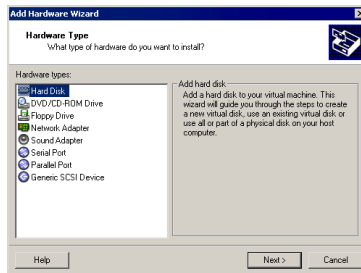 Add Hardware Wizard
Hardware Type
What type of hardware do you want to install?
Hardware types:
Hard Disk
DVD/CD-ROM Drive
Floppy Drive
Network Adapter
Sound Adapter
Serial Port
Parallel Port
Generic SCSI Device
Add hard disk
Add a hard disk to your virtual machine. This
wizard will guide you through the steps to create
a new virtual disk, use an existing virtual disk or
use all or part of a physical disk on your host
computer.
Help
Next >
Cancel